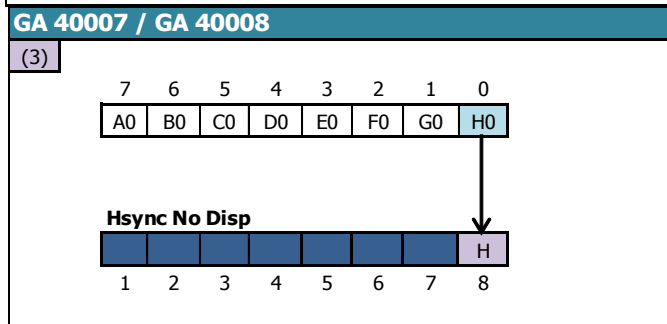 GA 40007 / GA 40008
(3)
7 6 5 4 3 2 1 0
A0 B0 C0 D0 E0 F0 G0 H0
Hsync No Disp
H
1 2 3 4 5 6 7 8